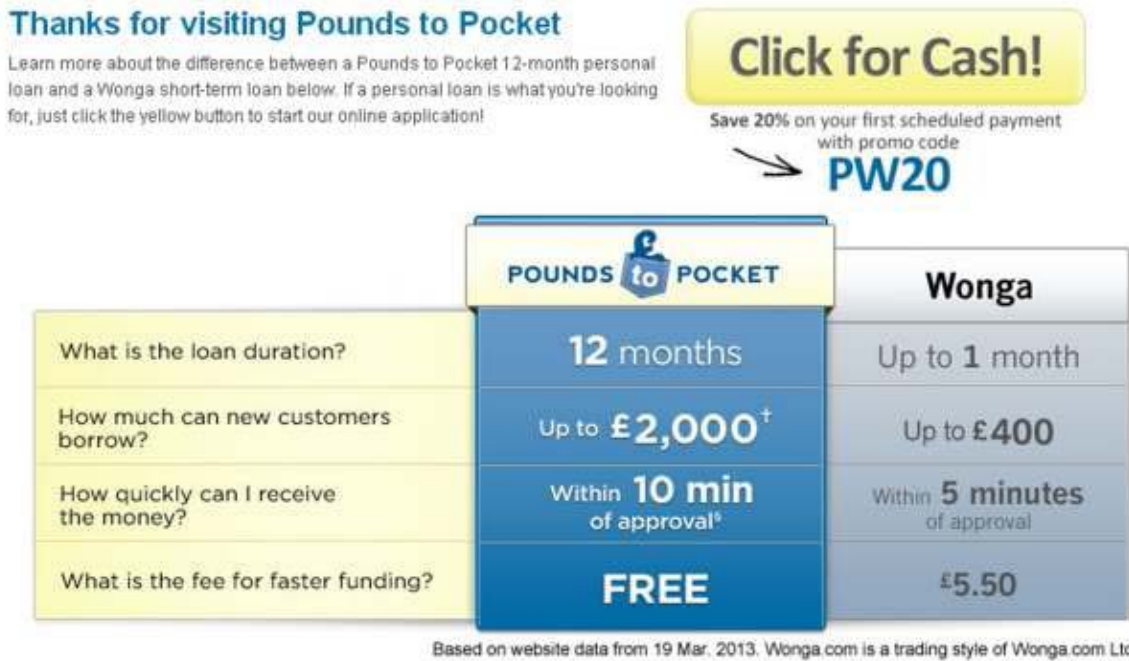 Thanks for visiting Pounds to Pocket
Learn more about the difference between a Pounds to Pocket 12-month personal
loan and a Wonga short-term loan below. If a personal loan is what you're looking
for, just click the yellow button to start our online application!
Click for Cash!
Save 20% on your first scheduled payment
with promo code
PW20
POUNDS to POCKET
Wonga
What is the loan duration?
12 months
Up to 1 month
How much can new customers
borrow?
Up to £2,000†
Up to £400
How quickly can I receive
the money?
Within 10 min
of approval§
Within 5 minutes
of approval
What is the fee for faster funding?
FREE
£5.50
Based on website data from 19 Mar. 2013. Wonga.com is a trading style of Wonga.com Ltd